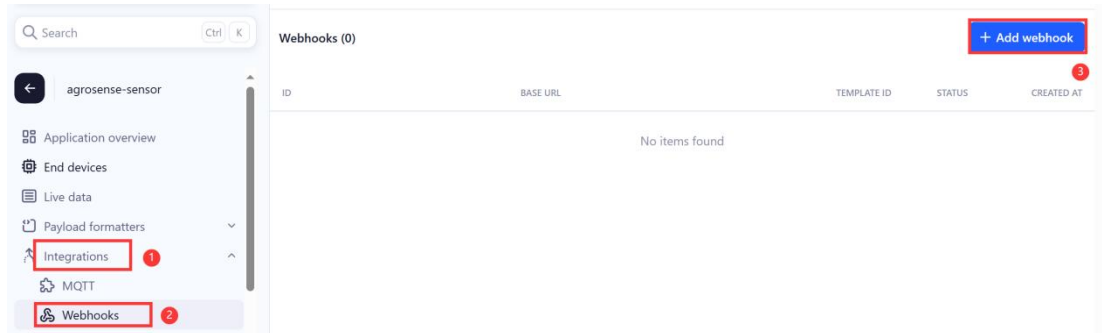 Search Ctrl K
Webhooks (0)
+ Add webhook
3
agrosense-sensor
ID BASE URL TEMPLATE ID STATUS CREATED AT
Application overview
No items found
End devices
Live data
Payload formatters
Integrations 1
MQTT
Webhooks 2